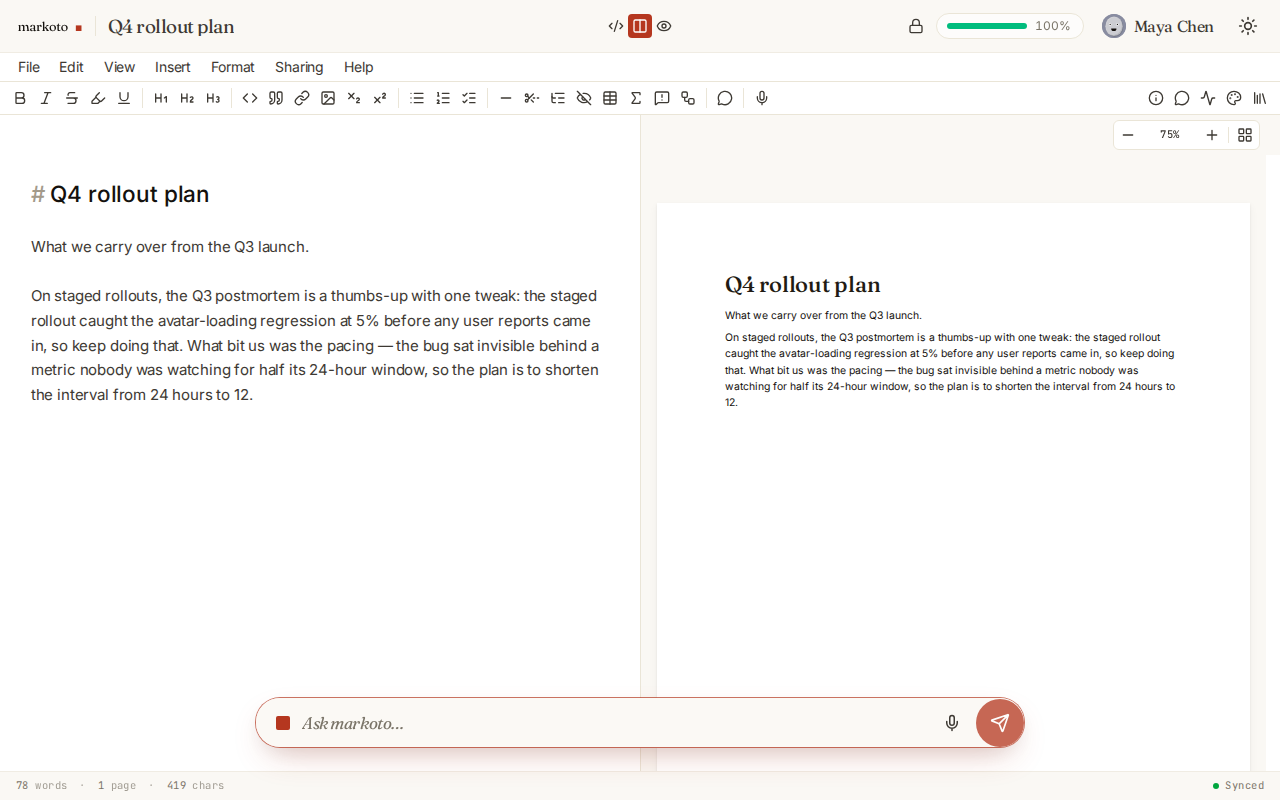 markoto
Q4 rollout plan
100%
Maya Chen
File Edit View Insert Format Sharing Help
H1 H2 H3
75%
# Q4 rollout plan
What we carry over from the Q3 launch.
On staged rollouts, the Q3 postmortem is a thumbs-up with one tweak: the staged
rollout caught the avatar-loading regression at 5% before any user reports came
in, so keep doing that. What bit us was the pacing — the bug sat invisible behind a
metric nobody was watching for half its 24-hour window, so the plan is to shorten
the interval from 24 hours to 12.
Q4 rollout plan
What we carry over from the Q3 launch.
On staged rollouts, the Q3 postmortem is a thumbs-up with one tweak: the staged rollout
caught the avatar-loading regression at 5% before any user reports came in, so keep doing
that. What bit us was the pacing — the bug sat invisible behind a metric nobody was
watching for half its 24-hour window, so the plan is to shorten the interval from 24 hours to
12.
Ask markoto...
78 words · 1 page · 419 chars
Synced